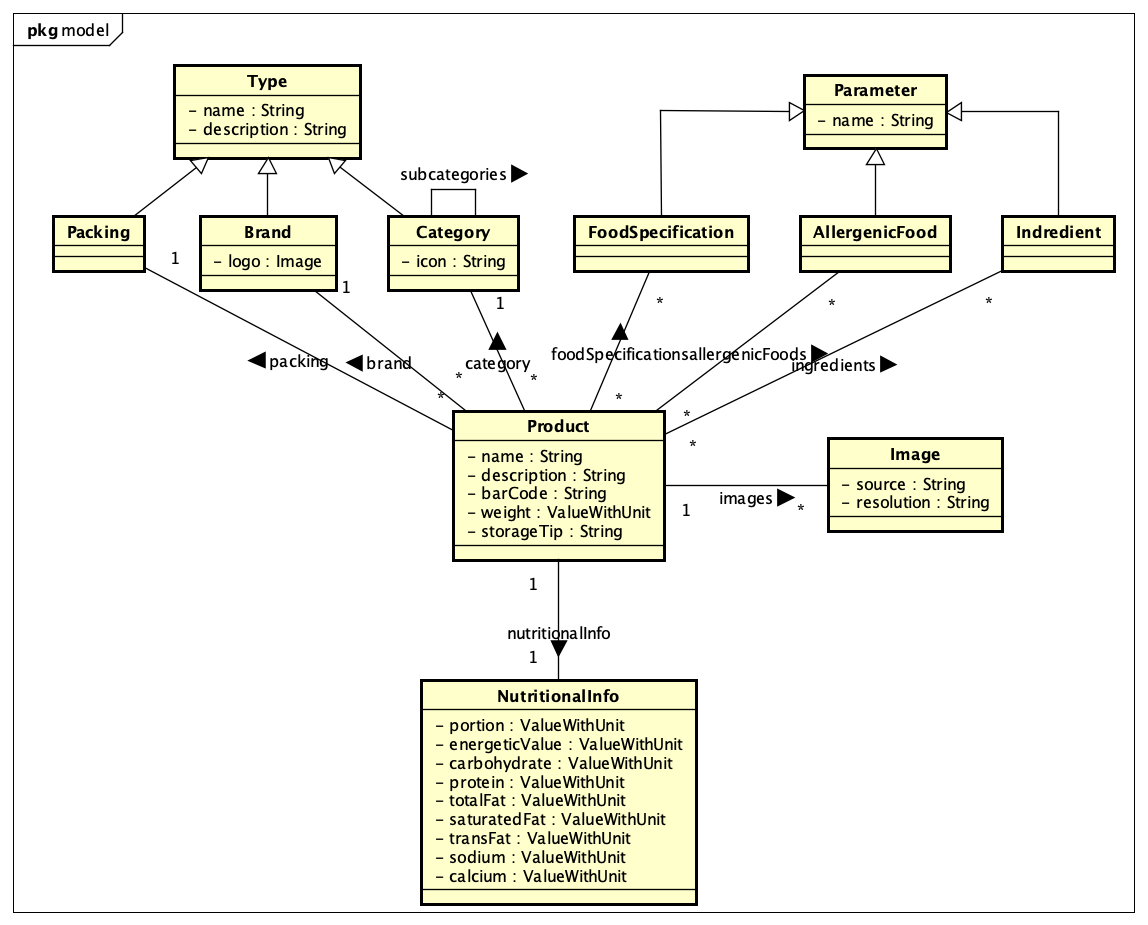 pkg model
Type
- name : String
- description : String
Parameter
- name : String
subcategories
Packing
Brand
- logo : Image
Category
- icon : String
FoodSpecification
AllergenicFood
Indredient
1
1
1
*
*
*
packing
brand
category
foodSpecifications
allergenicFoods
ingredients
*
*
*
*
*
*
Product
- name : String
- description : String
- barCode : String
- weight : ValueWithUnit
- storageTip : String
Image
- source : String
- resolution : String
images
1
*
1
nutritionalInfo
1
NutritionalInfo
- portion : ValueWithUnit
- energeticValue : ValueWithUnit
- carbohydrate : ValueWithUnit
- protein : ValueWithUnit
- totalFat : ValueWithUnit
- saturatedFat : ValueWithUnit
- transFat : ValueWithUnit
- sodium : ValueWithUnit
- calcium : ValueWithUnit